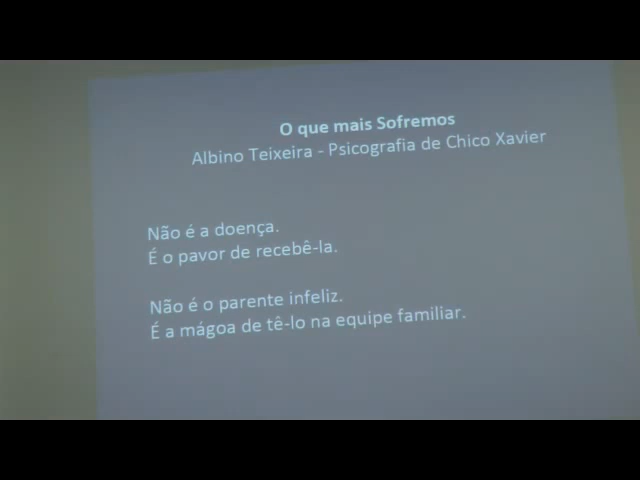 O que mais Sofremos
Albino Teixeira - Psicografia de Chico Xavier
Não é a doença.
É o pavor de recebê-la.
Não é o parente infeliz.
É a mágoa de tê-lo na equipe familiar.